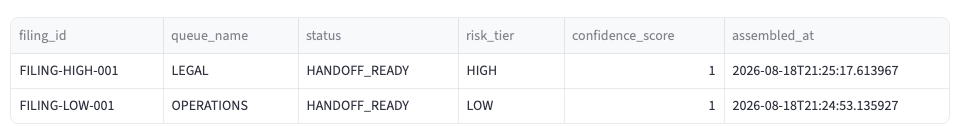 filing_id queue_name status risk_tier confidence_score assembled_at
FILING-HIGH-001 LEGAL HANDOFF_READY HIGH 1 2026-08-18T21:25:17.613967
FILING-LOW-001 OPERATIONS HANDOFF_READY LOW 1 2026-08-18T21:24:53.135927